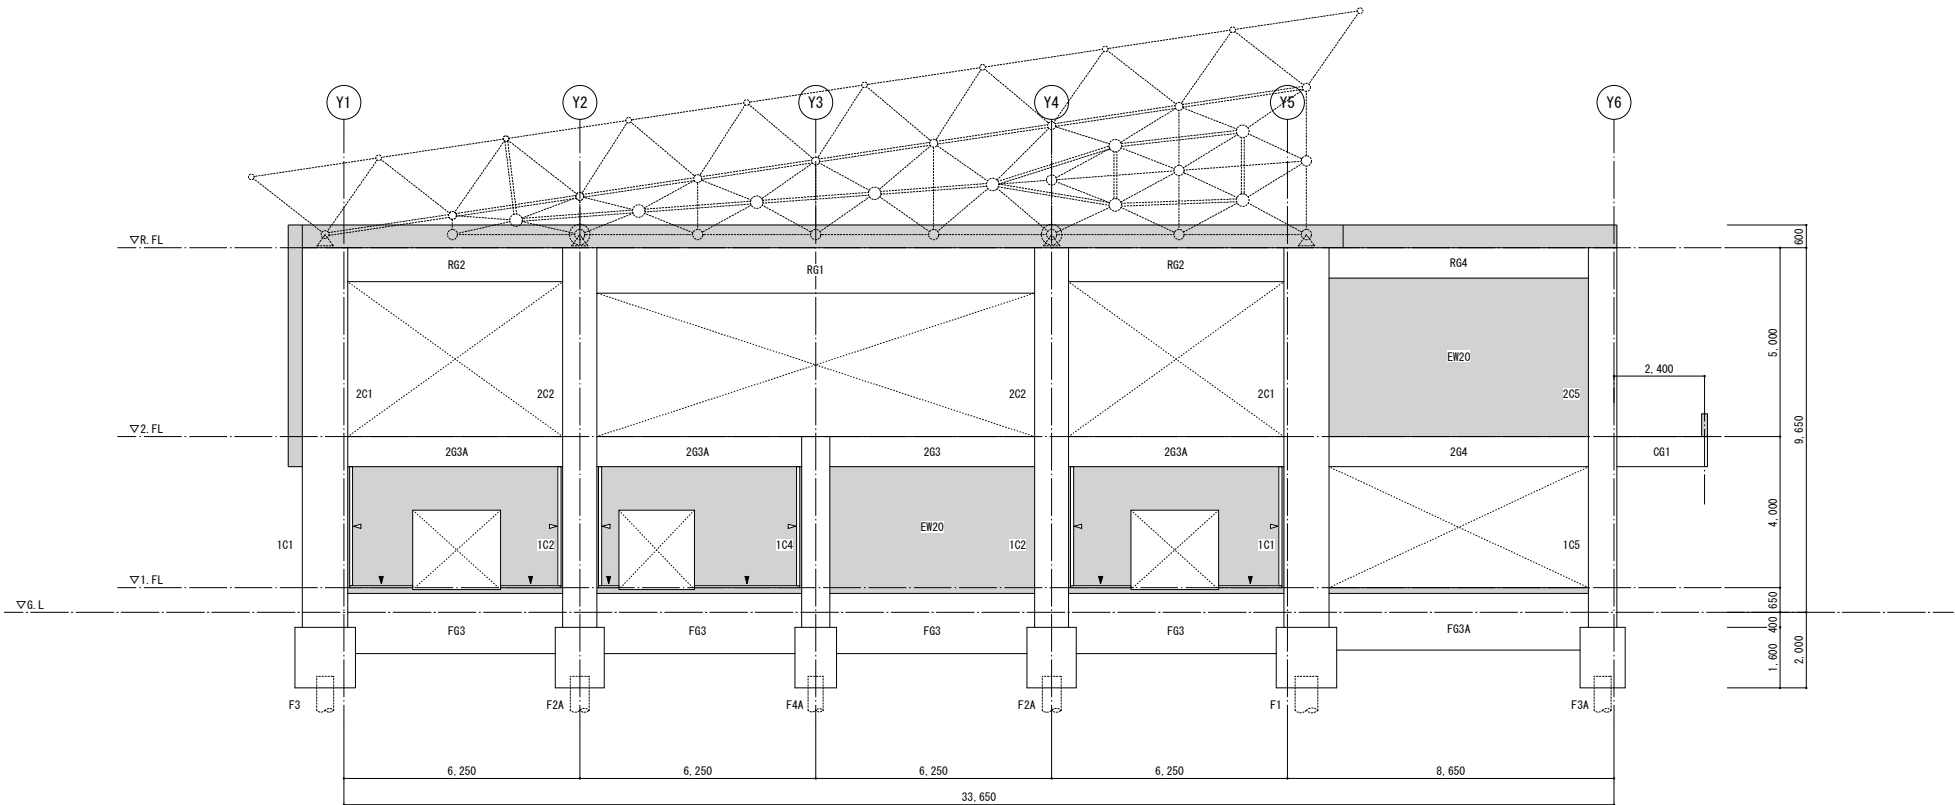 Y1 Y2 Y3 Y4 Y5 Y6
▽R.FL
600
RG2 RG1 RG2 RG4
5,000
EW20
2,400
2C1 2C2 2C2 2C1 2C5
▽2.FL
9,650
2G3A 2G3A 2G3 2G3A 2G4 CG1
4,000
EW20
1C1 1C2 1C4 1C2 1C1 1C5
▽1.FL
650
▽G.L
400
FG3 FG3 FG3 FG3 FG3A
1,600
2,000
F3 F2A F4A F2A F1 F3A
6,250 6,250 6,250 6,250 8,650
33,650